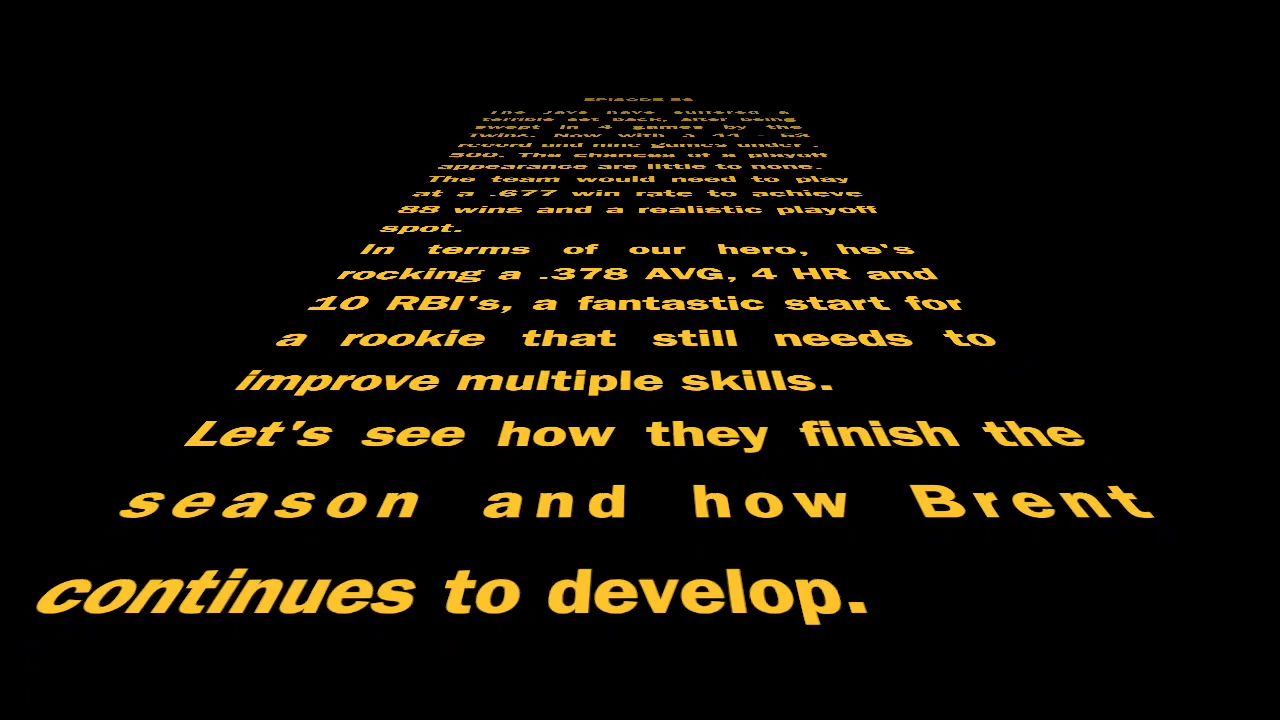 The Jays have suffered a
terrible set back, after being
swept in 4 games by the
Twins. Now with a
record and nine games under .
500. The chances of a playoff
appearance are little to none.
The team would need to play
at a .677 win rate to achieve
88 wins and a realistic playoff
spot.
In terms of our hero, he's
rocking a .378 AVG, 4 HR and
10 RBI's, a fantastic start for
a rookie that still needs to
improve multiple skills.
Let's see how they finish the
season and how Brent
continues to develop.